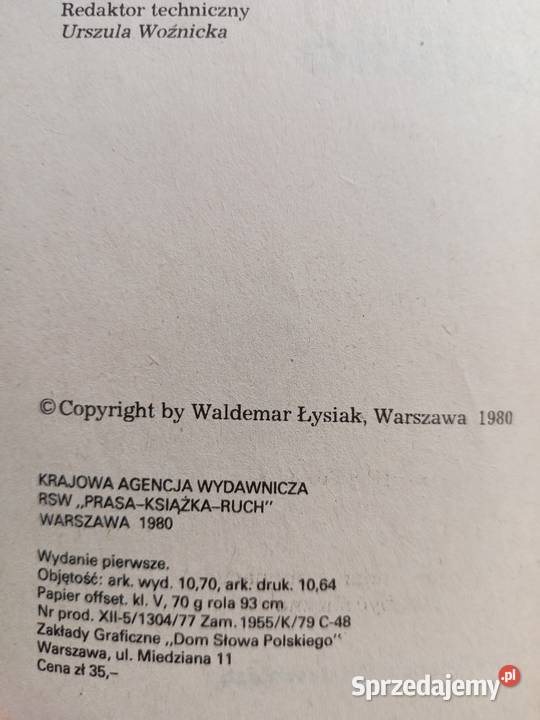 Redaktor techniczny
Urszula Woźnicka
© Copyright by Waldemar Łysiak, Warszawa 1980
KRAJOWA AGENCJA WYDAWNICZA
RSW „PRASA–KSIĄŻKA–RUCH”
WARSZAWA 1980
Wydanie pierwsze.
Objętość: ark. wyd. 10,70, ark. druk. 10,64
Papier offset. kl. V, 70 g rola 93 cm
Nr prod. XII-5/1304/77 Zam. 1955/K/79 C-48
Zakłady Graficzne „Dom Słowa Polskiego”
Warszawa, ul. Miedziana 11
Cena zł 35,–
Sprzedajemy.pl